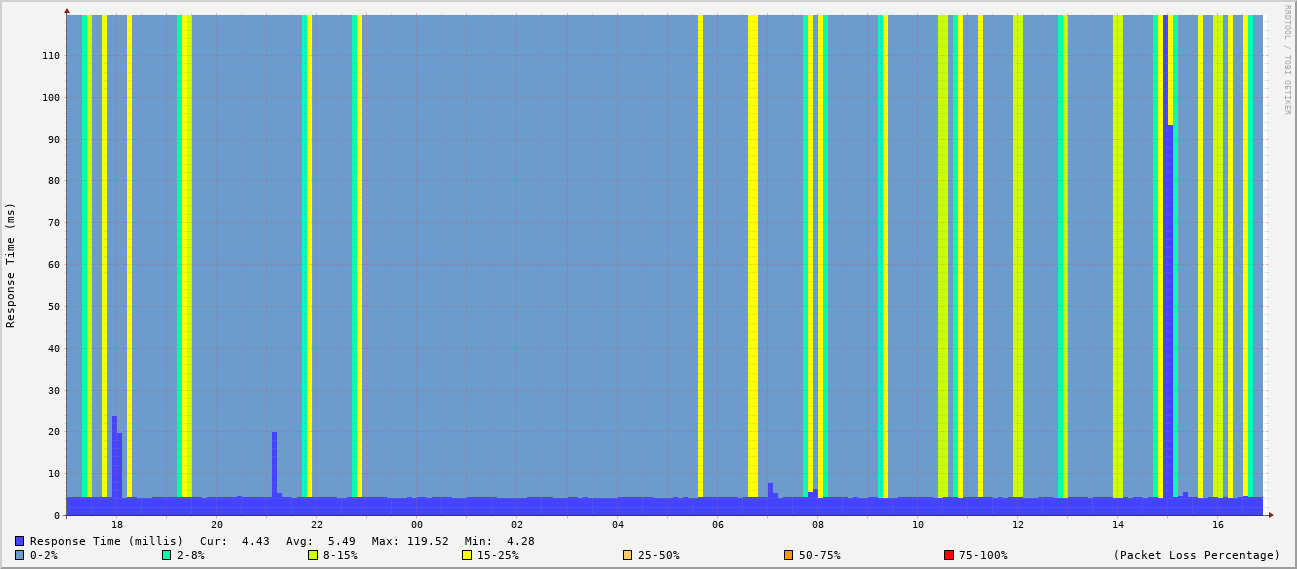 RRDTOOL / TOBI OETIKER
Response Time (ms)
110
100
90
80
70
60
50
40
30
20
10
0
18 20 22 00 02 04 06 08 10 12 14 16
Response Time (millis) Cur: 4.43 Avg: 5.49 Max: 119.52 Min: 4.28
0-2% 2-8% 8-15% 15-25% 25-50% 50-75% 75-100% (Packet Loss Percentage)